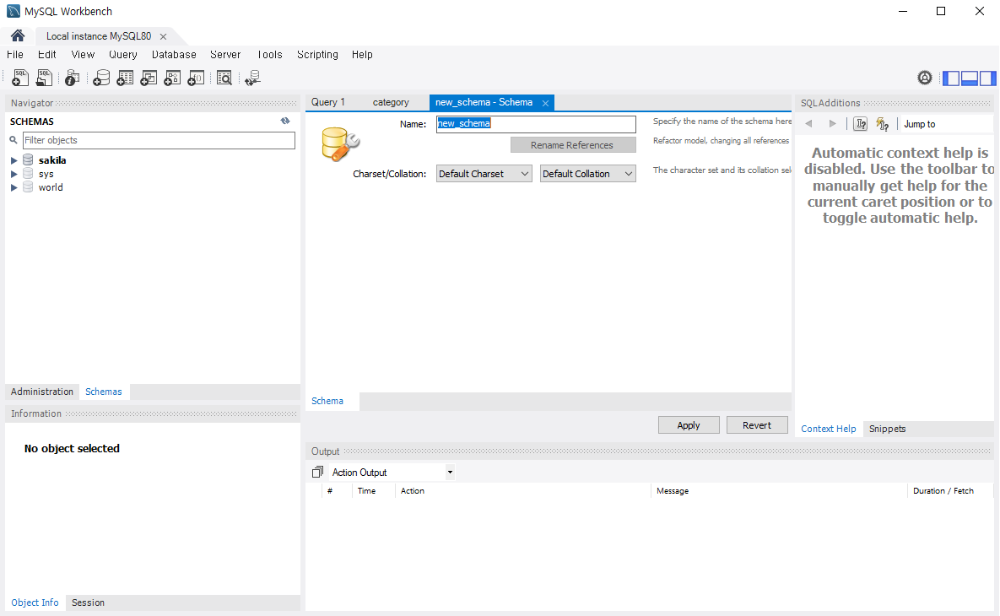 MySQL Workbench
Local instance MySQL80
File Edit View Query Database Server Tools Scripting Help
Navigator
SCHEMAS
Filter objects
sakila
sys
world
Administration Schemas
Information
No object selected
Object Info Session
Query 1 category new_schema - Schema
Name: new_schema
Specify the name of the schema here
Rename References
Refactor model, changing all references
Charset/Collation: Default Charset Default Collation
The character set and its collation sel
Schema
Apply Revert
SQLAdditions
Jump to
Automatic context help is
disabled. Use the toolbar to
manually get help for the
current caret position or to
toggle automatic help.
Context Help Snippets
Output
Action Output
# Time Action Message Duration / Fetch